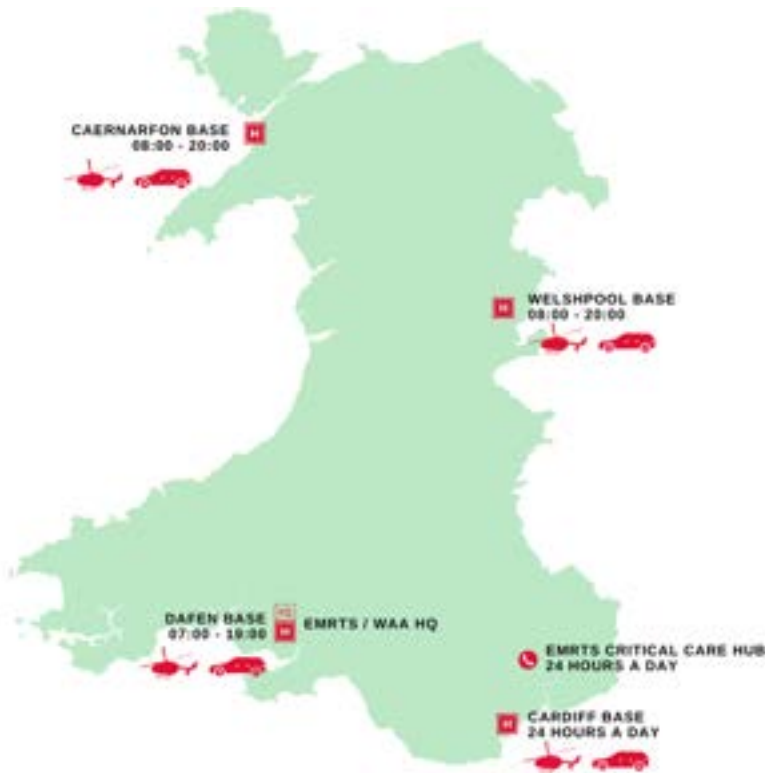 CAERNARFON BASE
08:00 - 20:00
H
WELSHPOOL BASE
08:00 - 20:00
H
DAFEN BASE
07:00 - 19:00
HQ
H
EMRTS / WAA HQ
EMRTS CRITICAL CARE HUB
24 HOURS A DAY
H
CARDIFF BASE
24 HOURS A DAY